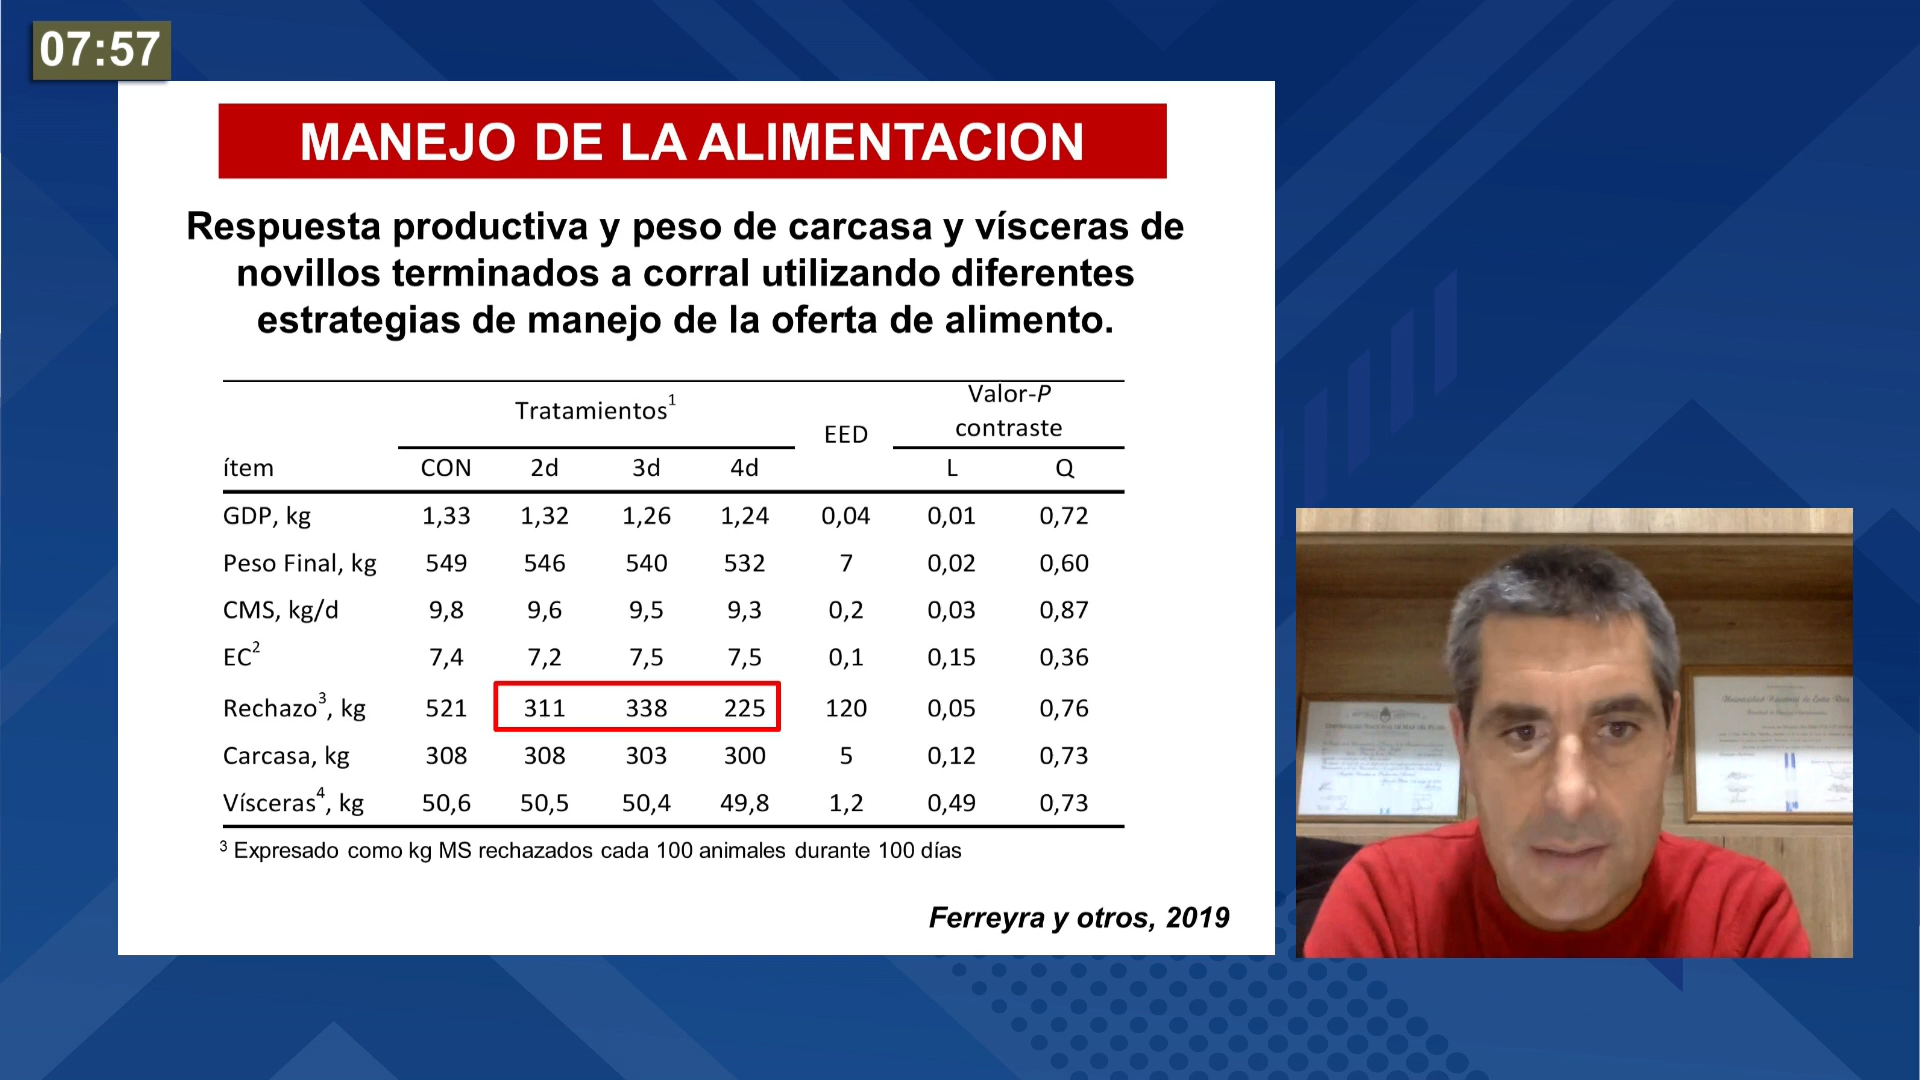 07:57
MANEJO DE LA ALIMENTACION
Respuesta productiva y peso de carcasa y vísceras de
novillos terminados a corral utilizando diferentes
estrategias de manejo de la oferta de alimento.
Tratamientos1 EED Valor-P contraste
ítem CON 2d 3d 4d L Q
GDP, kg 1,33 1,32 1,26 1,24 0,04 0,01 0,72
Peso Final, kg 549 546 540 532 7 0,02 0,60
CMS, kg/d 9,8 9,6 9,5 9,3 0,2 0,03 0,87
EC2 7,4 7,2 7,5 7,5 0,1 0,15 0,36
Rechazo3, kg 521 311 338 225 120 0,05 0,76
Carcasa, kg 308 308 303 300 5 0,12 0,73
Vísceras4, kg 50,6 50,5 50,4 49,8 1,2 0,49 0,73
3 Expresado como kg MS rechazados cada 100 animales durante 100 días
Ferreyra y otros, 2019